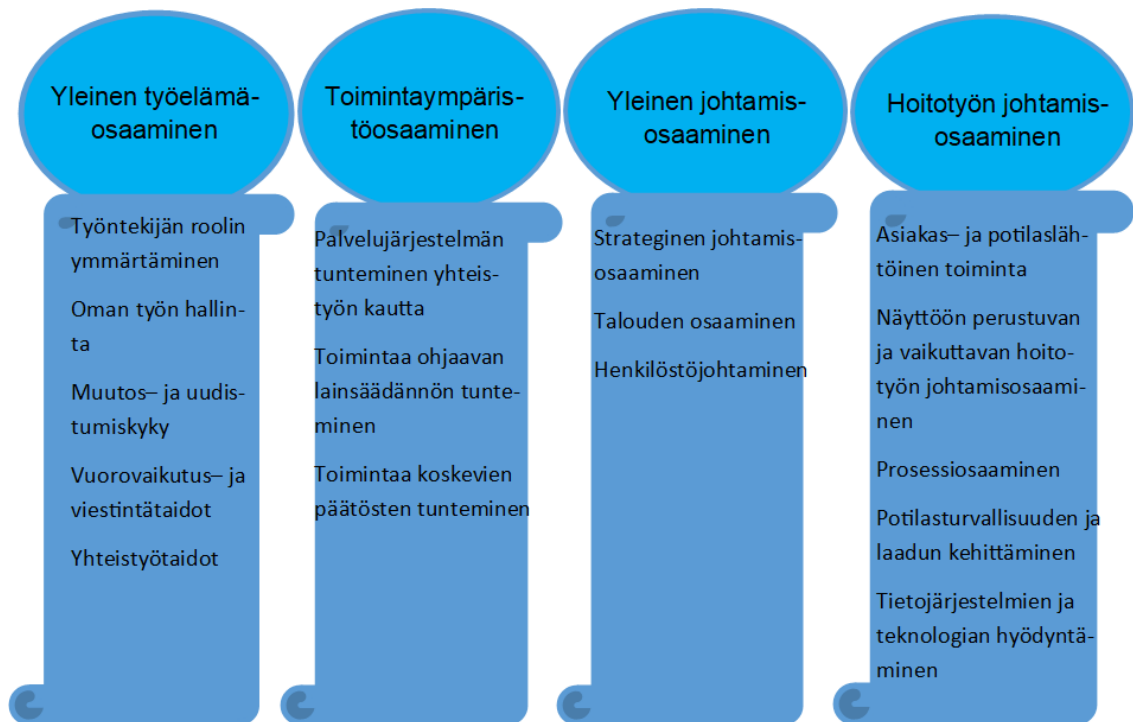 Yleinen työelämä-
osaaminen
Työntekijän roolin
ymmärtäminen
Oman työn hallin-
ta
Muutos– ja uudis-
tumiskyky
Vuorovaikutus– ja
viestintätaidot
Yhteistyötaidot
Toimintaympäris-
töosaaminen
Palvelujärjestelmän
tunteminen yhteis-
työn kautta
Toimintaa ohjaavan
lainsäädännön tunte-
minen
Toimintaa koskevien
päätösten tunteminen
Yleinen johtamis-
osaaminen
Strateginen johtamis-
osaaminen
Talouden osaaminen
Henkilöstöjohtaminen
Hoitotyön johtamis-
osaaminen
Asiakas– ja potilasläh-
töinen toiminta
Näyttöön perustuvan
ja vaikuttavan hoito-
työn johtamisosaami-
nen
Prosessiosaaminen
Potilasturvallisuuden ja
laadun kehittäminen
Tietojärjestelmien ja
teknologian hyödyntä-
minen